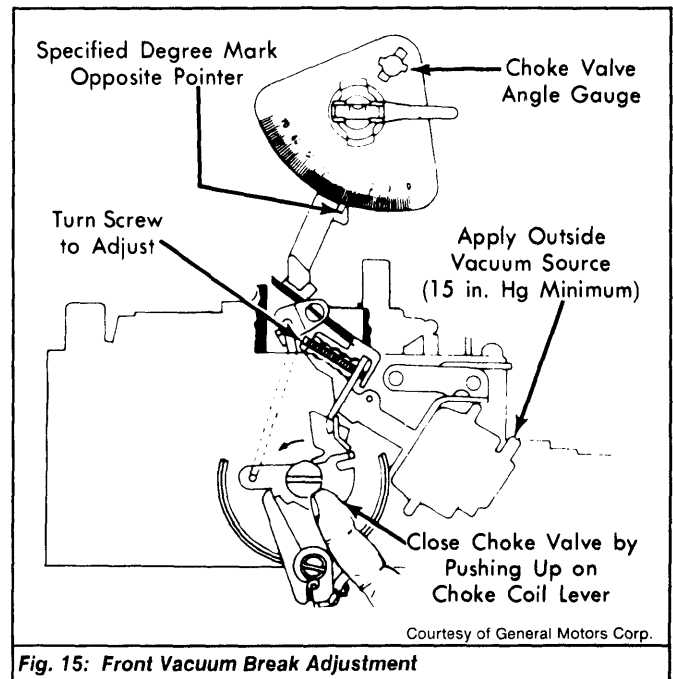 Specified Degree Mark
Opposite Pointer
Choke Valve
Angle Gauge
Turn Screw
to Adjust
Apply Outside
Vacuum Source
(15 in. Hg Minimum)
Close Choke Valve by
Pushing Up on
Choke Coil Lever
Courtesy of General Motors Corp.
Fig. 15: Front Vacuum Break Adjustment